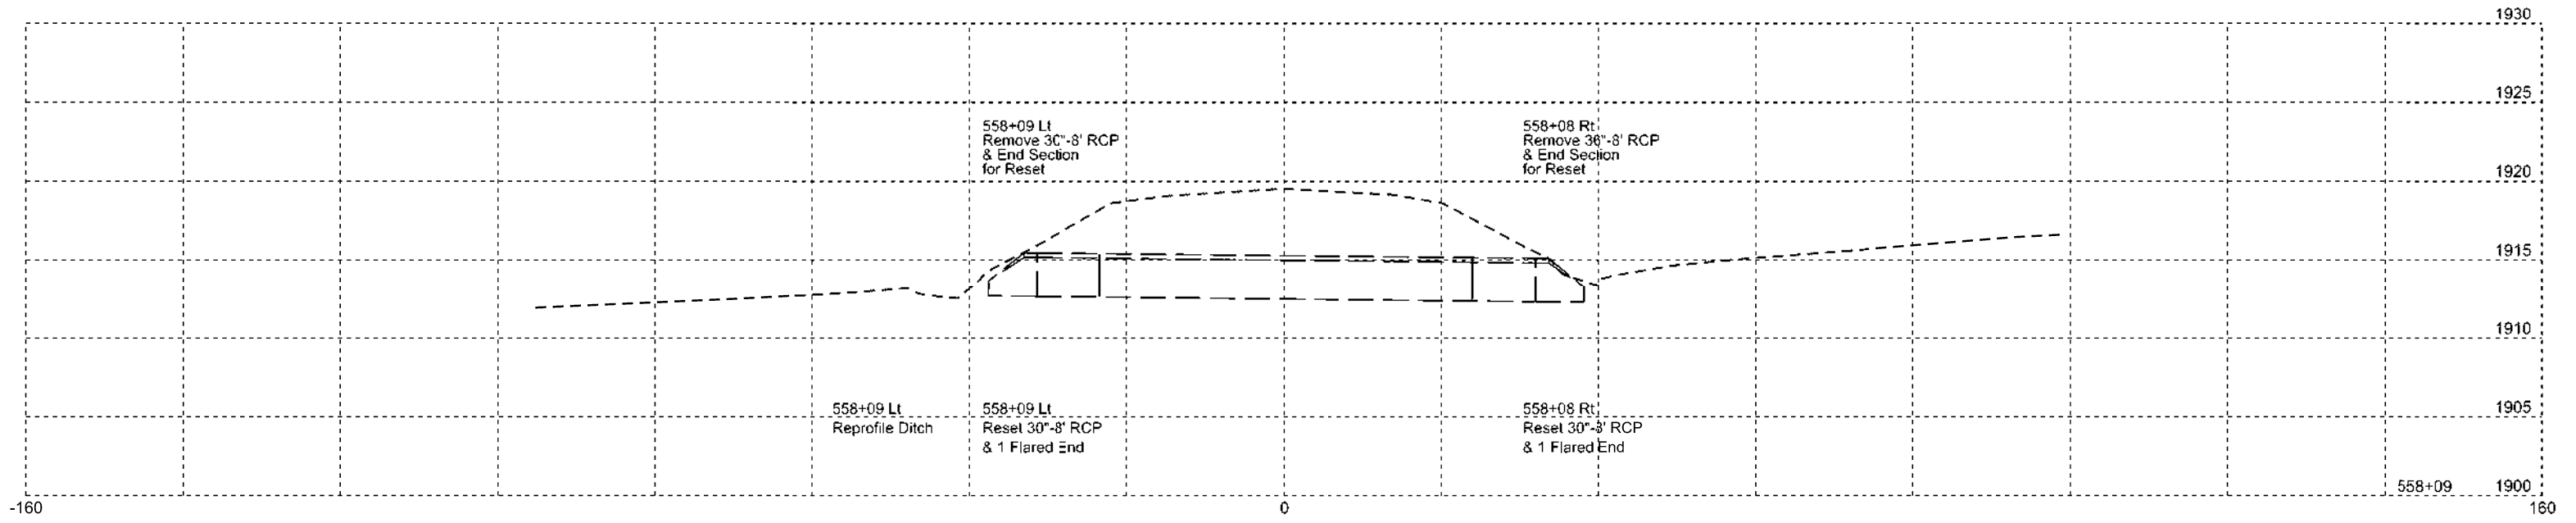 1930
1925
558+09 Lt
Remove 30"-8' RCP
& End Section
for Reset
558+08 Rt
Remove 36"-8' RCP
& End Section
for Reset
1920
1915
1910
1905
558+09 Lt
Reprofile Ditch
558+09 Lt
Reset 30"-8' RCP
& 1 Flared End
558+08 Rt
Reset 30"-8' RCP
& 1 Flared End
558+09
1900
-160
0
160